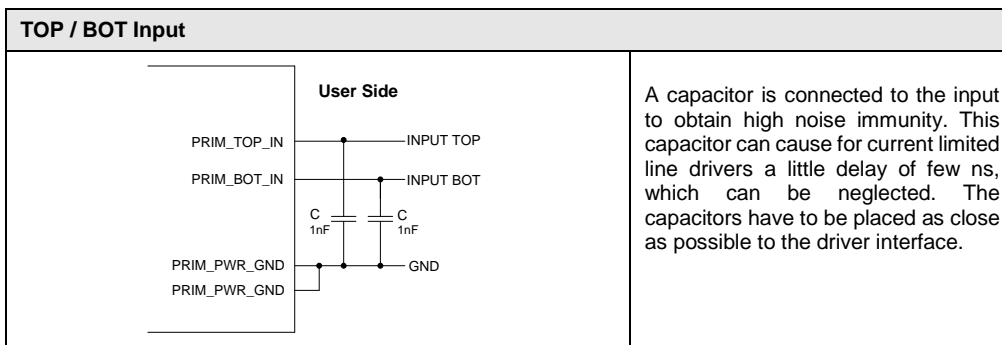 TOP / BOT Input
User Side
PRIM_TOP_IN
INPUT TOP
PRIM_BOT_IN
INPUT BOT
C
1nF
C
1nF
PRIM_PWR_GND
GND
PRIM_PWR_GND
A capacitor is connected to the input
to obtain high noise immunity. This
capacitor can cause for current limited
line drivers a little delay of few ns,
which can be neglected. The
capacitors have to be placed as close
as possible to the driver interface.